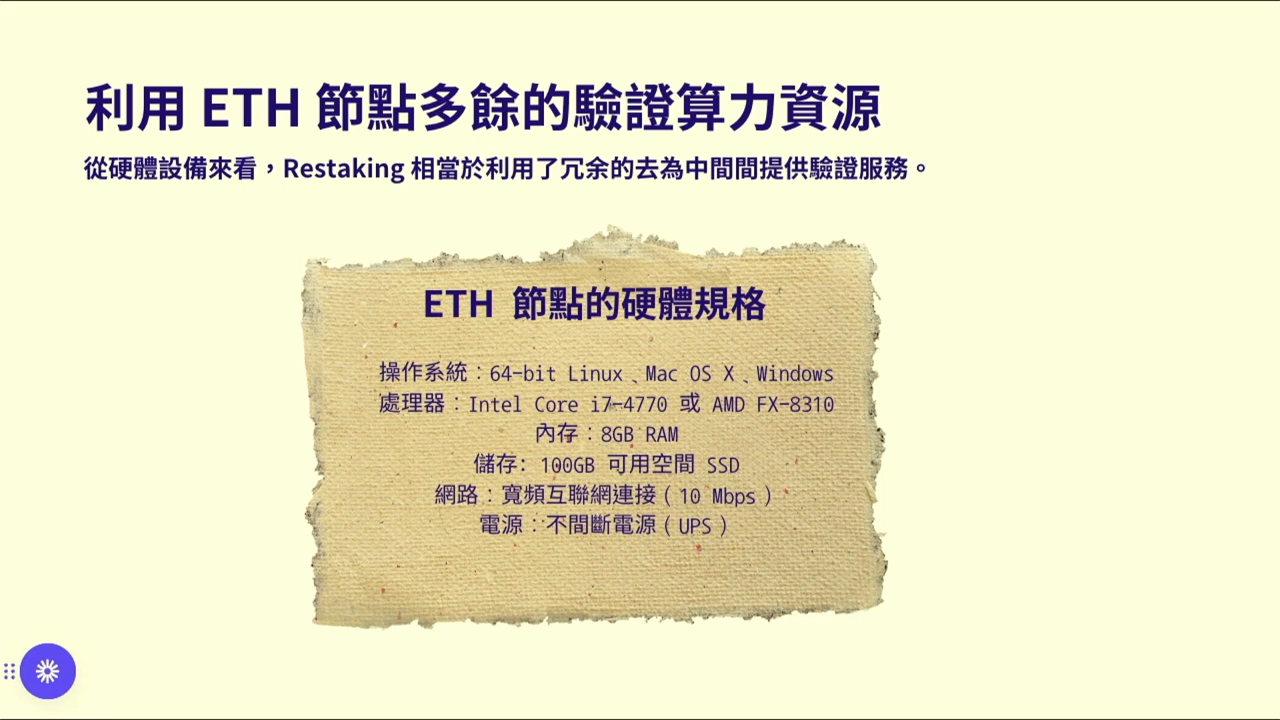 利用 ETH 節點多餘的驗證算力資源
從硬體設備來看，Restaking 相當於利用了冗余的去為中間間提供驗證服務。
ETH 節點的硬體規格
操作系統：64-bit Linux、Mac OS X、Windows
處理器：Intel Core i7-4770 或 AMD FX-8310
內存：8GB RAM
儲存: 100GB 可用空間 SSD
網路：寬頻互聯網連接（10 Mbps）
電源：不間斷電源（UPS）